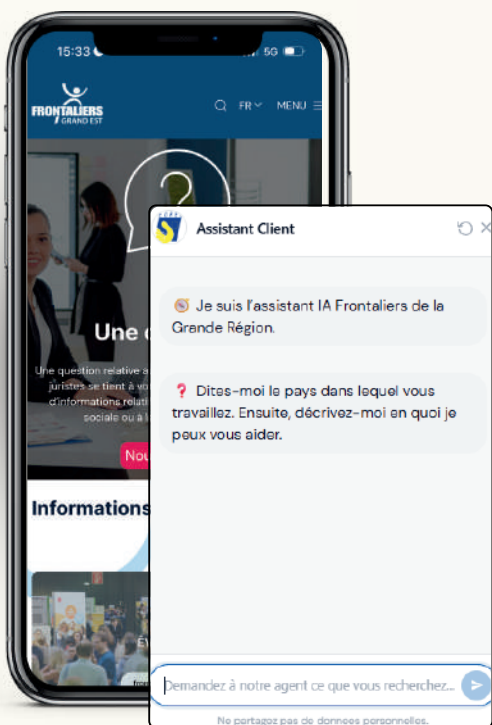 15:33
5G
FRONTALIERS
GRAND EST
FR
MENU
?
Une
Une question relative a
juristes se tient à vo
d'informations relati
sociale ou à l
Nou
Informations
Assistant Client
Je suis l'assistant IA Frontaliers de la
Grande Région.
❓ Dites-moi le pays dans lequel vous
travaillez. Ensuite, décrivez-moi en quoi je
peux vous aider.
Demandez à notre agent ce que vous recherchez...
Ne partagez pas de données personnelles.